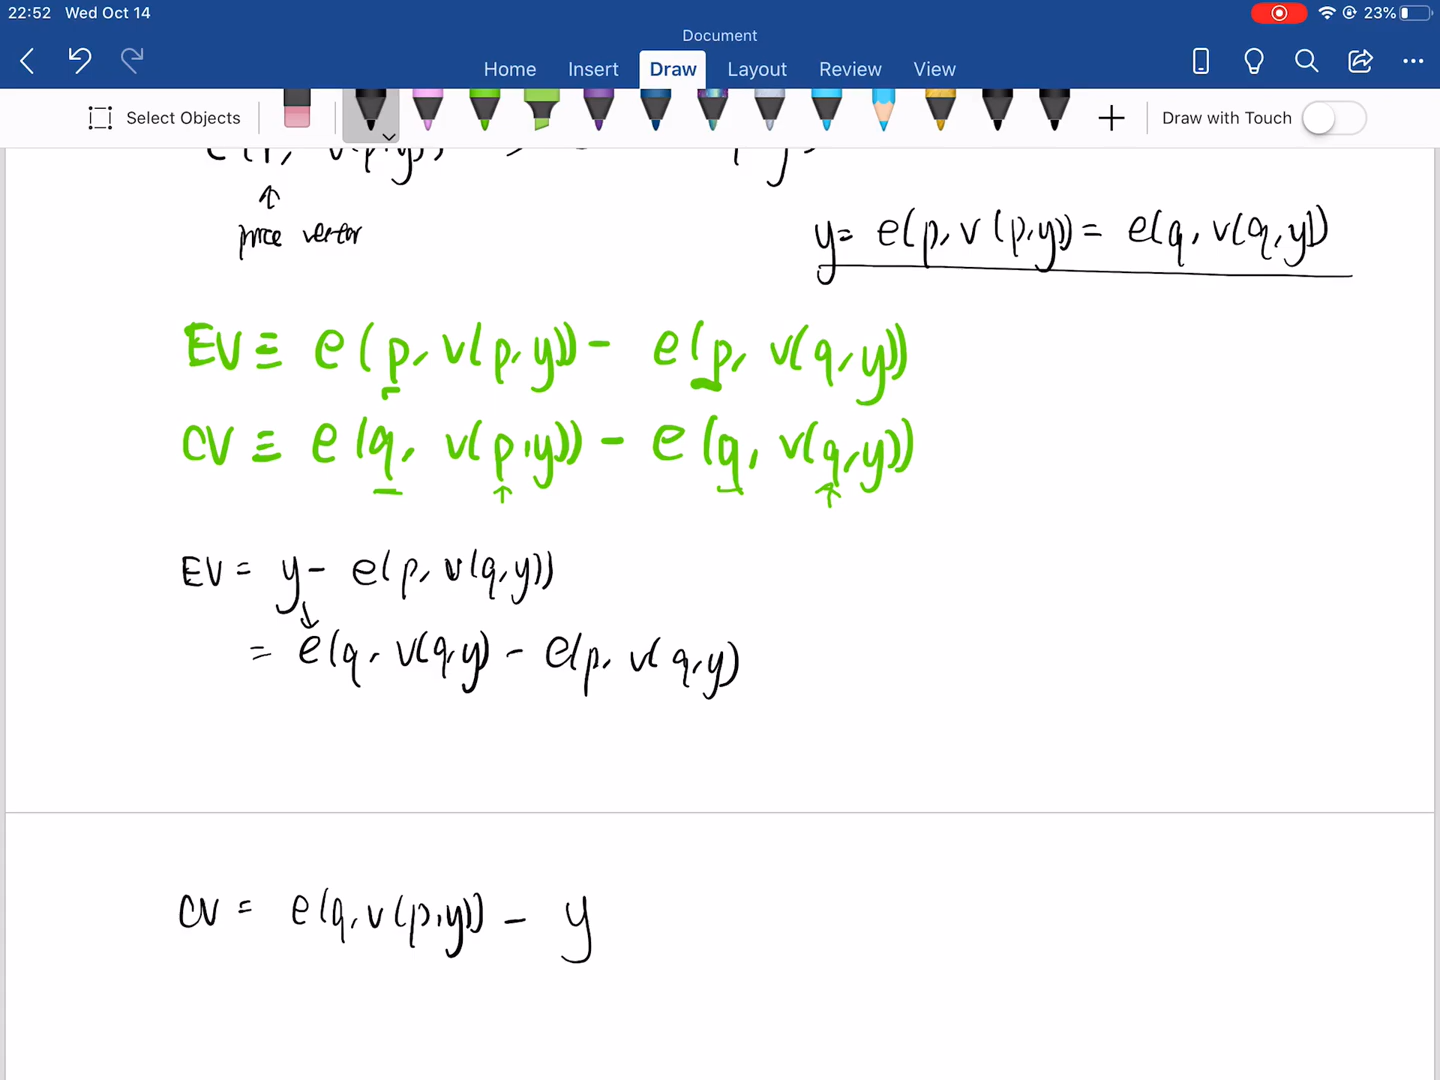 22:52 Wed Oct 14
23%
Document
Home Insert Draw Layout Review View
Select Objects
Draw with Touch
price vector
y= e(p, v(p,y)) = e(q, v(q,y))
EV ≡ e(p, v(p,y)) - e(p, v(q,y))
CV ≡ e(q, v(p,y)) - e(q, v(q,y))
EV = y - e(p, v(q,y))
= e(q, v(q,y) - e(p, v(q,y)
CV = e(q, v(p,y)) - y